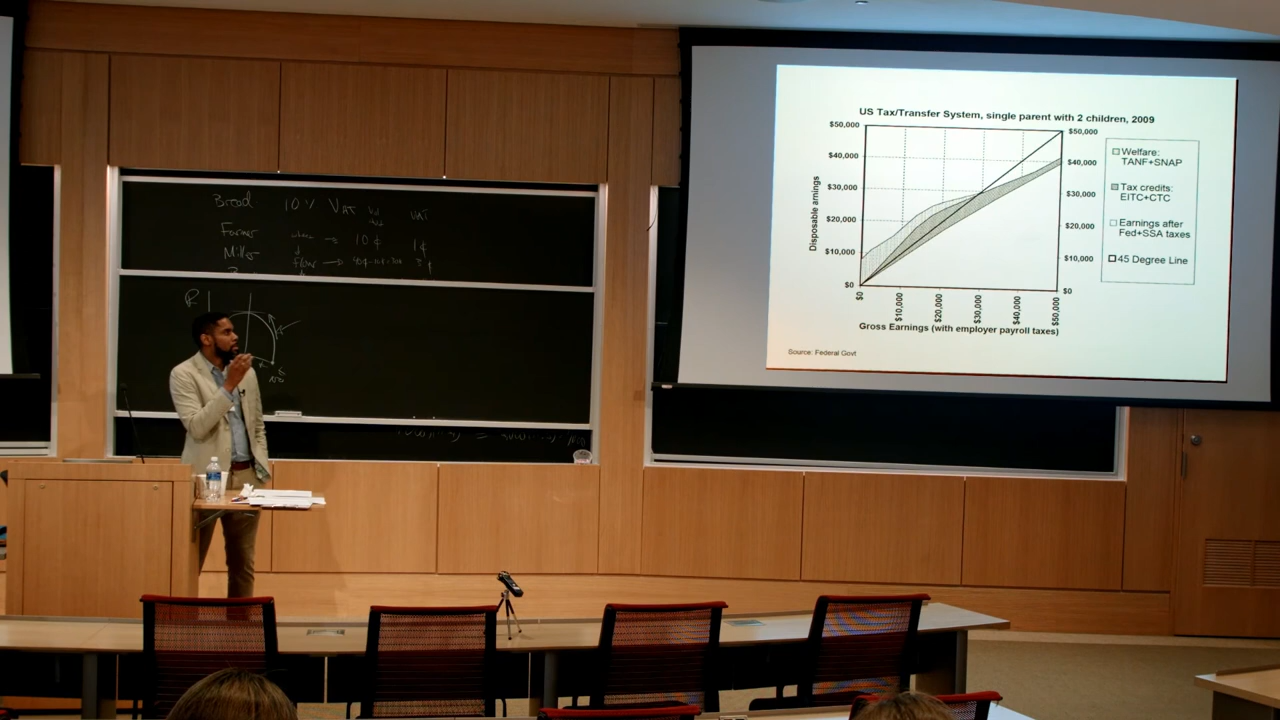 Bread 10% VAT VAT
Farmer → 10¢ 1¢
Miller flour → 3¢
R
US Tax/Transfer System, single parent with 2 children, 2009
$50,000
$40,000
$30,000
$20,000
$10,000
$0
Disposable arnings
$50,000
$40,000
$30,000
$20,000
$10,000
$0
$0
$10,000
$20,000
$30,000
$40,000
$50,000
Gross Earnings (with employer payroll taxes)
Welfare:
TANF+SNAP
Tax credits:
EITC+CTC
Earnings after
Fed+SSA taxes
45 Degree Line
Source: Federal Govt